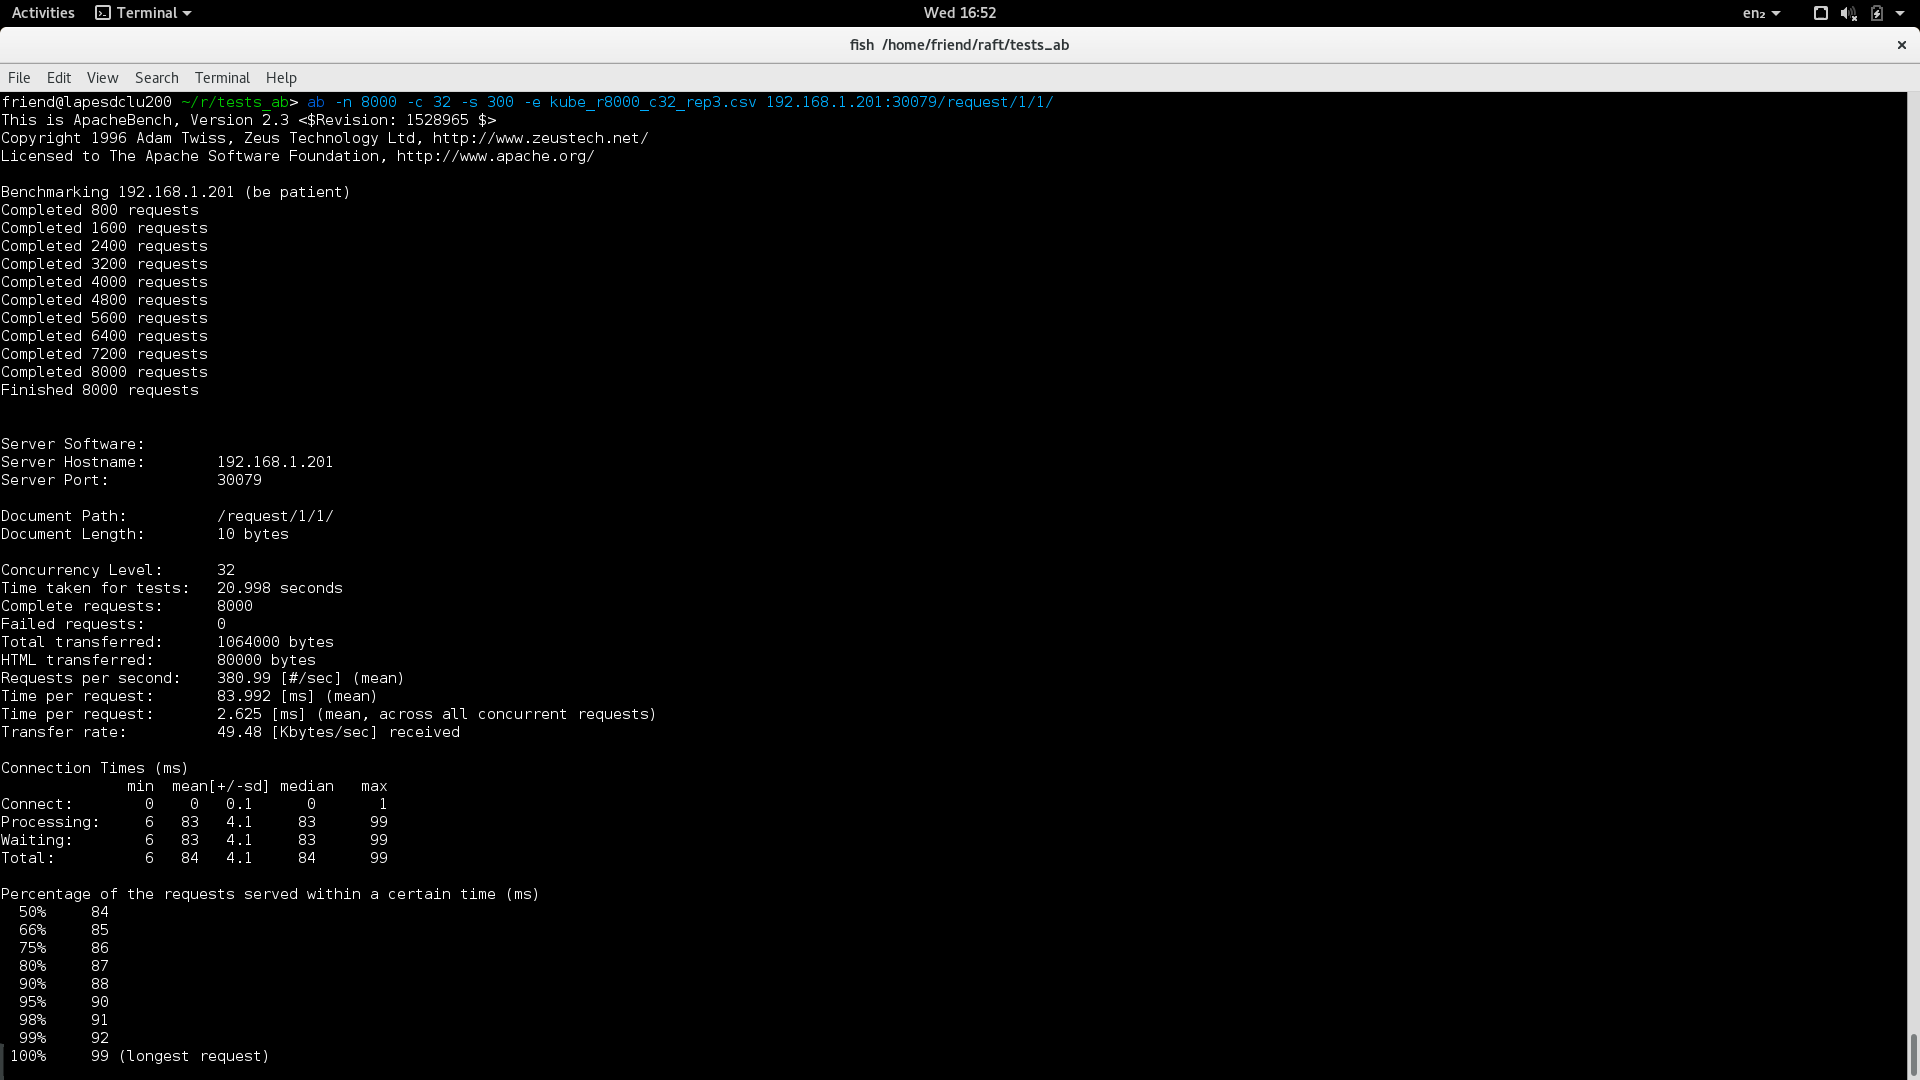 Activities Terminal Wed 16:52 en₂
fish /home/friend/raft/tests_ab
File Edit View Search Terminal Help
friend@lapesdclu200 ~/r/tests_ab> ab -n 8000 -c 32 -s 300 -e kube_r8000_c32_rep3.csv 192.168.1.201:30079/request/1/1/
This is ApacheBench, Version 2.3 <$Revision: 1528965 $>
Copyright 1996 Adam Twiss, Zeus Technology Ltd, http://www.zeustech.net/
Licensed to The Apache Software Foundation, http://www.apache.org/
Benchmarking 192.168.1.201 (be patient)
Completed 800 requests
Completed 1600 requests
Completed 2400 requests
Completed 3200 requests
Completed 4000 requests
Completed 4800 requests
Completed 5600 requests
Completed 6400 requests
Completed 7200 requests
Completed 8000 requests
Finished 8000 requests
Server Software:
Server Hostname: 192.168.1.201
Server Port: 30079
Document Path: /request/1/1/
Document Length: 10 bytes
Concurrency Level: 32
Time taken for tests: 20.998 seconds
Complete requests: 8000
Failed requests: 0
Total transferred: 1064000 bytes
HTML transferred: 80000 bytes
Requests per second: 380.99 [#/sec] (mean)
Time per request: 83.992 [ms] (mean)
Time per request: 2.625 [ms] (mean, across all concurrent requests)
Transfer rate: 49.48 [Kbytes/sec] received
Connection Times (ms)
min mean[+/-sd] median max
Connect: 0 0 0.1 0 1
Processing: 6 83 4.1 83 99
Waiting: 6 83 4.1 83 99
Total: 6 84 4.1 84 99
Percentage of the requests served within a certain time (ms)
50% 84
66% 85
75% 86
80% 87
90% 88
95% 90
98% 91
99% 92
100% 99 (longest request)